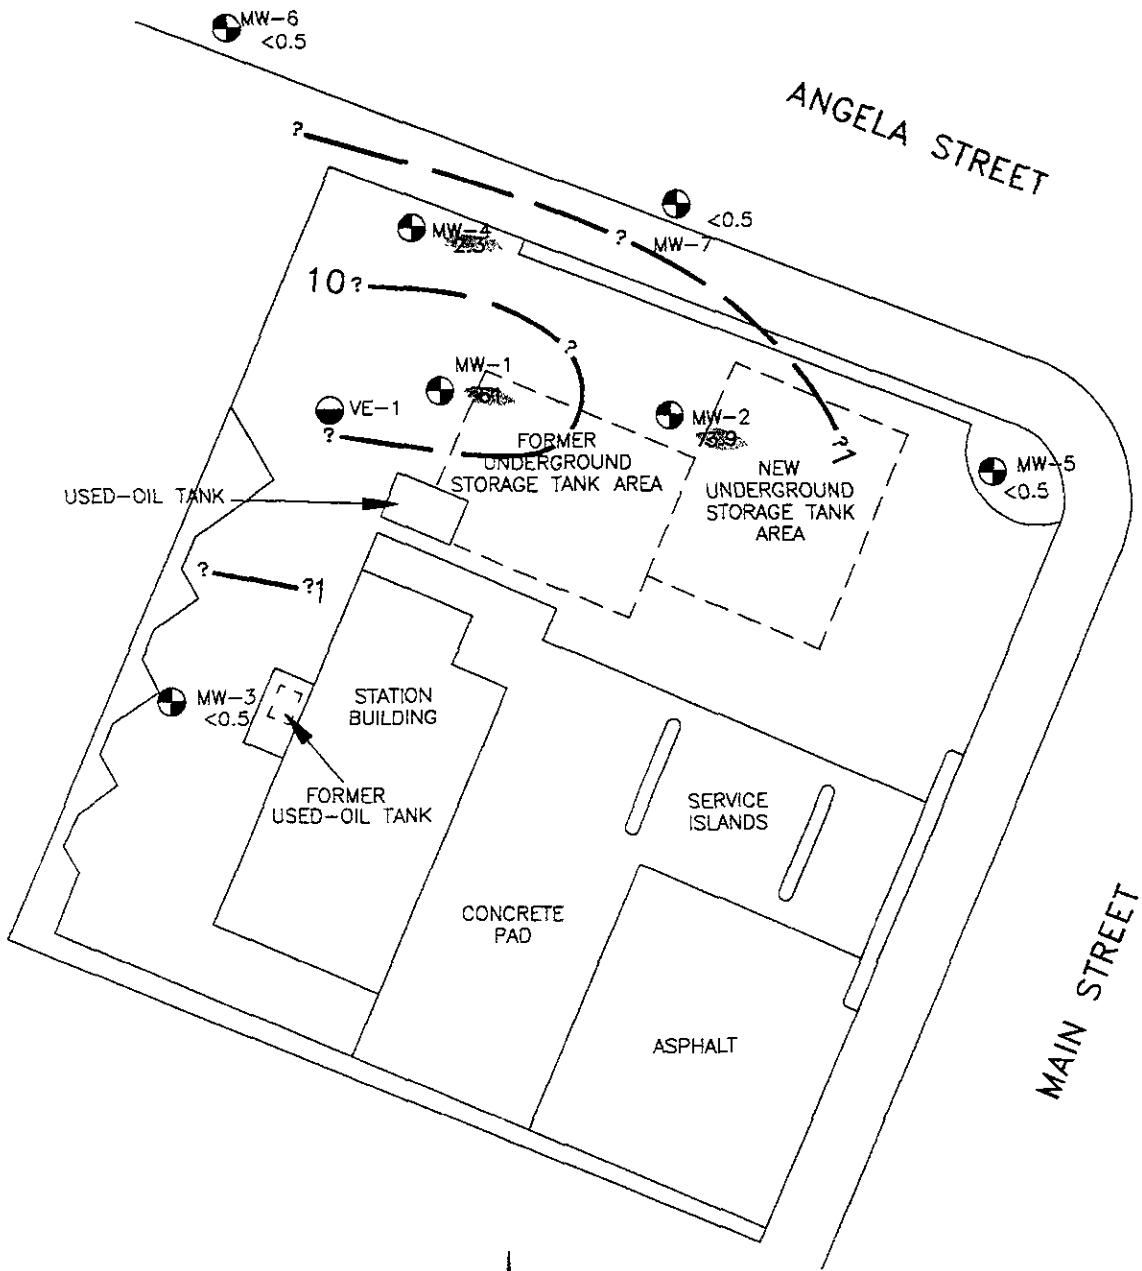 MW-6
<0.5
ANGELA STREET
?
<0.5
MW-7
?
MW-4
10 ?
?
MW-1
VE-1
?
MW-2
FORMER
UNDERGROUND
STORAGE TANK AREA
?1
NEW
UNDERGROUND
STORAGE TANK
AREA
MW-5
<0.5
USED-OIL TANK
?
?1
MW-3
<0.5
STATION
BUILDING
FORMER
USED-OIL TANK
SERVICE
ISLANDS
CONCRETE
PAD
ASPHALT
MAIN STREET